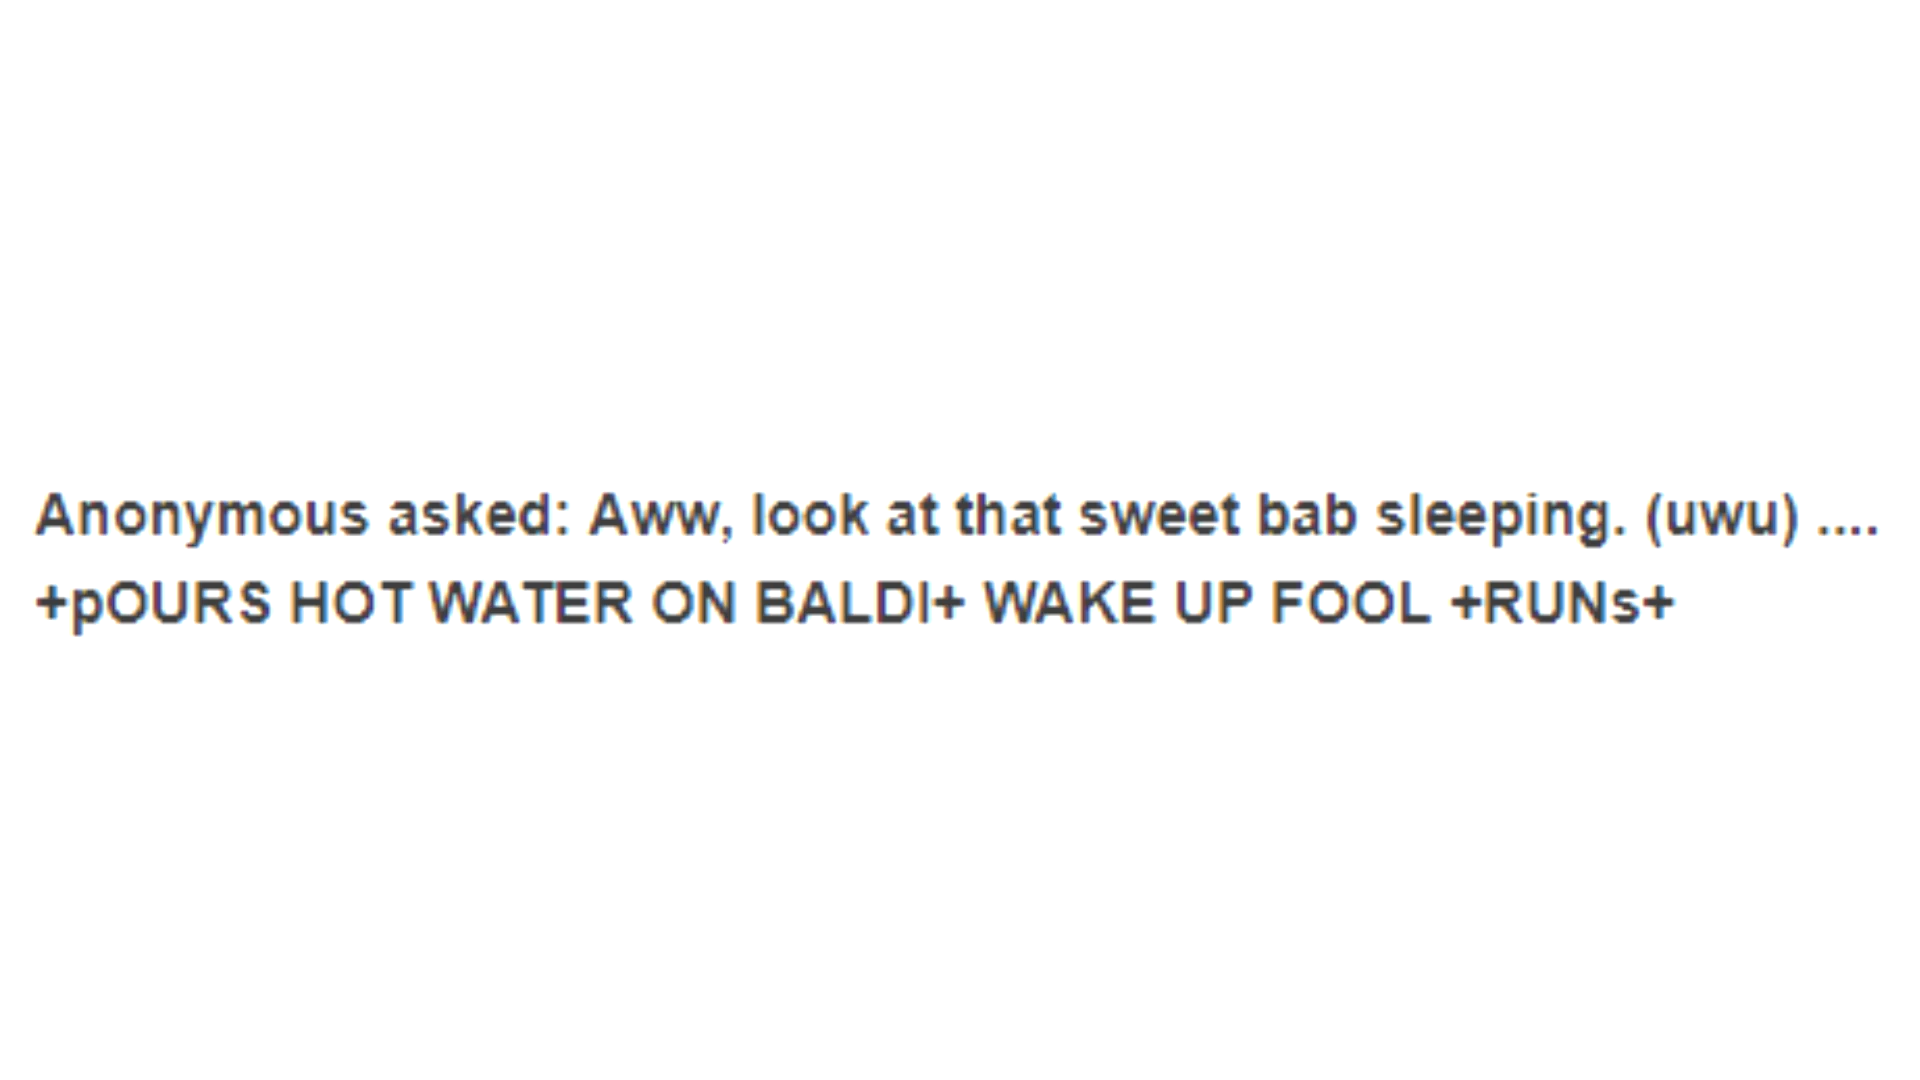 Anonymous asked: Aww, look at that sweet bab sleeping. (uwu) ....
+pOURS HOT WATER ON BALDI+ WAKE UP FOOL +RUNs+